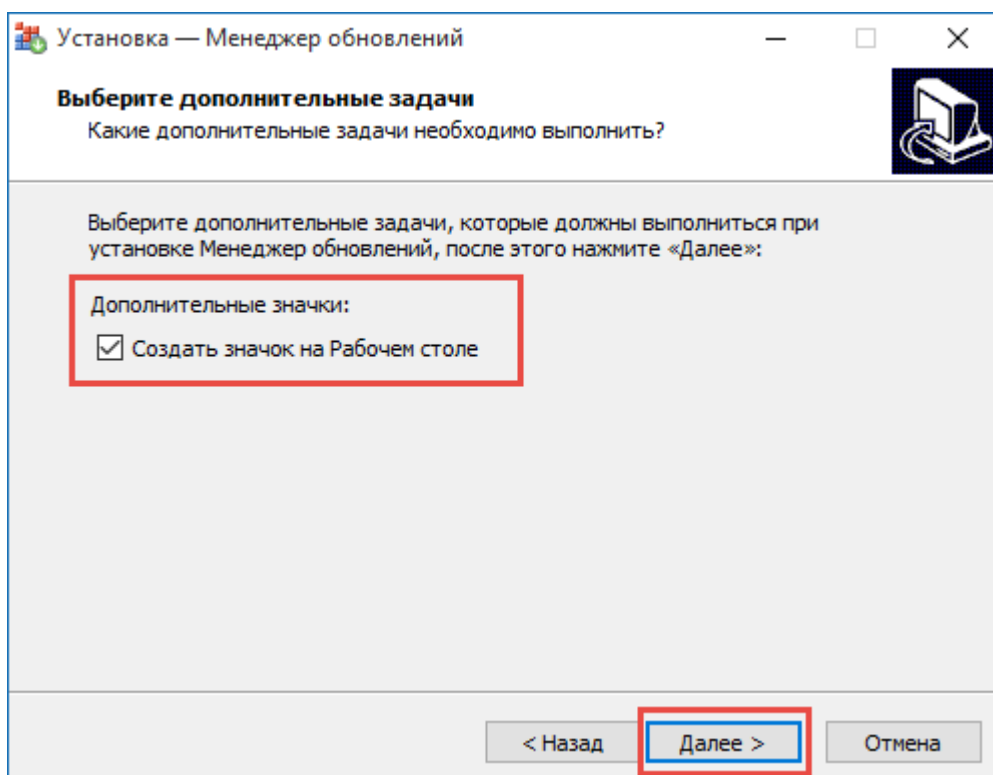 Установка — Менеджер обновлений
Выберите дополнительные задачи
Какие дополнительные задачи необходимо выполнить?
Выберите дополнительные задачи, которые должны выполниться при
установке Менеджер обновлений, после этого нажмите «Далее»:
Дополнительные значки:
Создать значок на Рабочем столе
< Назад
Далее >
Отмена